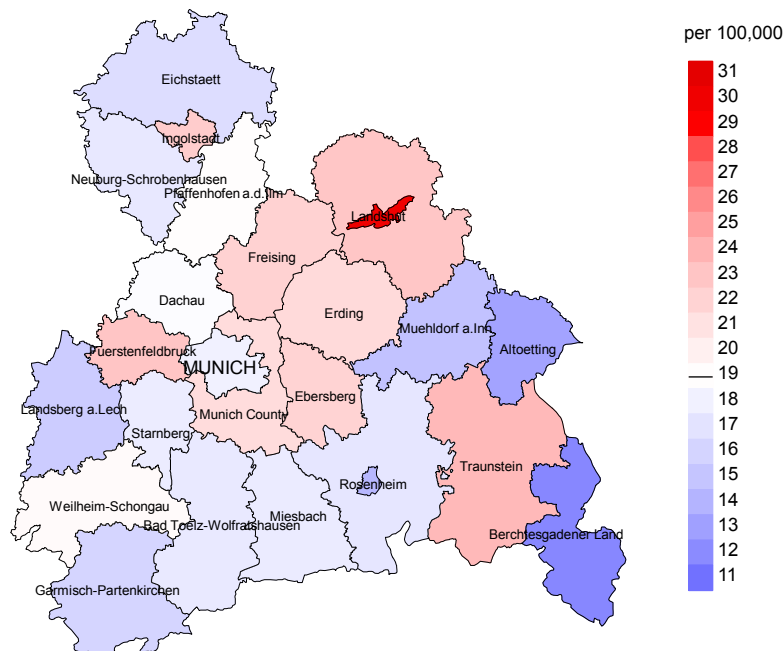 per 100,000
31
30
29
28
27
26
25
24
23
22
21
20
19
18
17
16
15
14
13
12
11
Eichstaett
Ingolstadt
Neuburg-Schrobenhausen
Pfaffenhofen a.d.Ilm
Landshut
Freising
Dachau
Erding
Muehldorf a.Inn
Altoetting
Fuerstenfeldbruck
MUNICH
Ebersberg
Landsberg a.Lech
Munich County
Starnberg
Traunstein
Rosenheim
Weilheim-Schongau
Miesbach
Bad Toelz-Wolfratshausen
Berchtesgadener Land
Garmisch-Partenkirchen